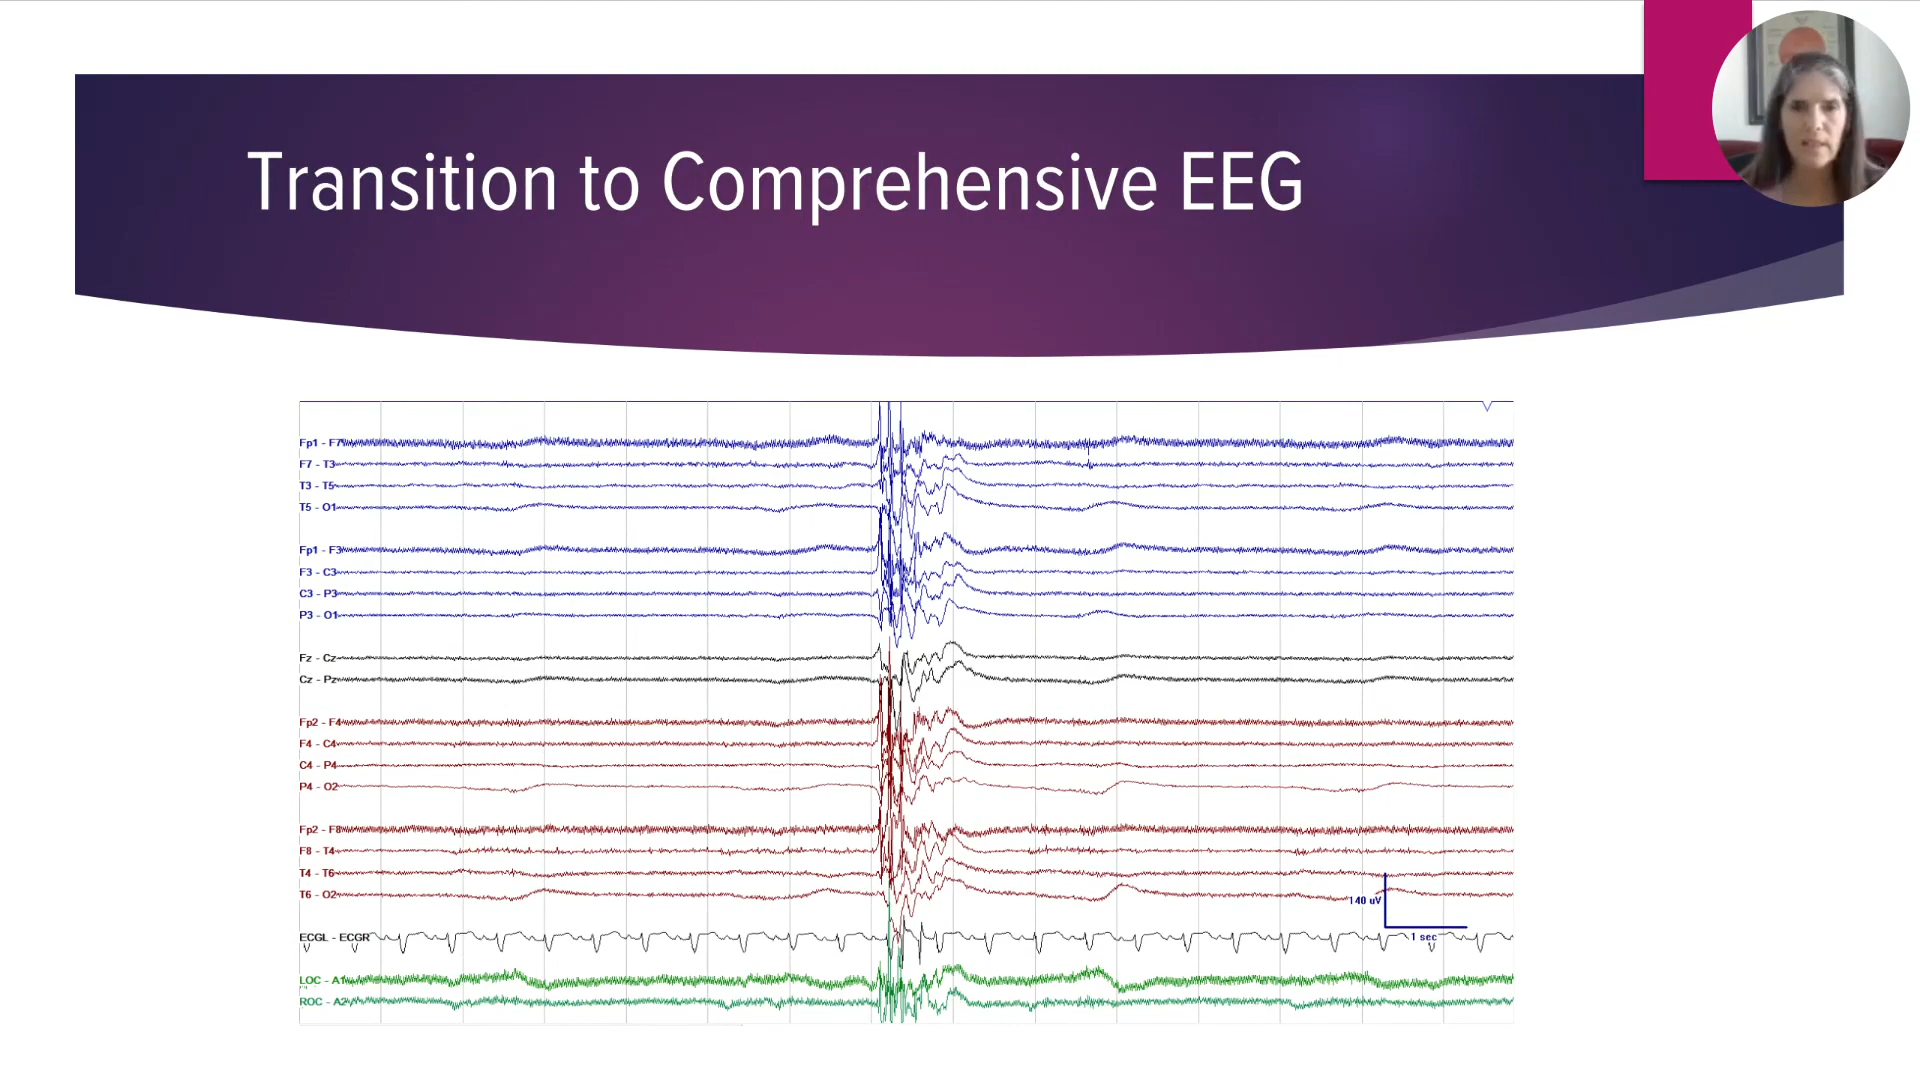 Transition to Comprehensive EEG
Fp1 - F7
F7 - T3
T3 - T5
T5 - O1
Fp1 - F3
F3 - C3
C3 - P3
P3 - O1
Fz - Cz
Cz - Pz
Fp2 - F4
F4 - C4
C4 - P4
P4 - O2
Fp2 - F8
F8 - T4
T4 - T6
T6 - O2
140 uV
1 sec
ECGL - ECGR
LOC - A1
ROC - A2